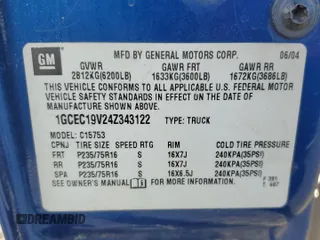 GM
MFD BY GENERAL MOTORS CORP. 06/04
GVWR GAWR FRT GAWR RR
2812KG(6200LB) 1633KG(3600LB) 1672KG(3686LB)
THIS VEHICLE CONFORMS TO ALL APPLICABLE U.S. FEDERAL MOTOR
VEHICLE SAFETY STANDARDS IN EFFECT ON THE DATE OF
MANUFACTURE SHOWN ABOVE.
1GCEC19V24Z343122 TYPE: TRUCK
MODEL: C15753
CPNJ TIRE SIZE SPEED RTG RIM COLD TIRE PRESSURE
FRT P235/75R16 S 16X7J 240KPA(35PSI)
RR P235/75R16 S 16X7J 240KPA(35PSI)
SPA P235/75R16 S 16X6.5J 240KPA(35PSI)
SEE OWNER'S MANUAL FOR ADDITIONAL INFORMATION.